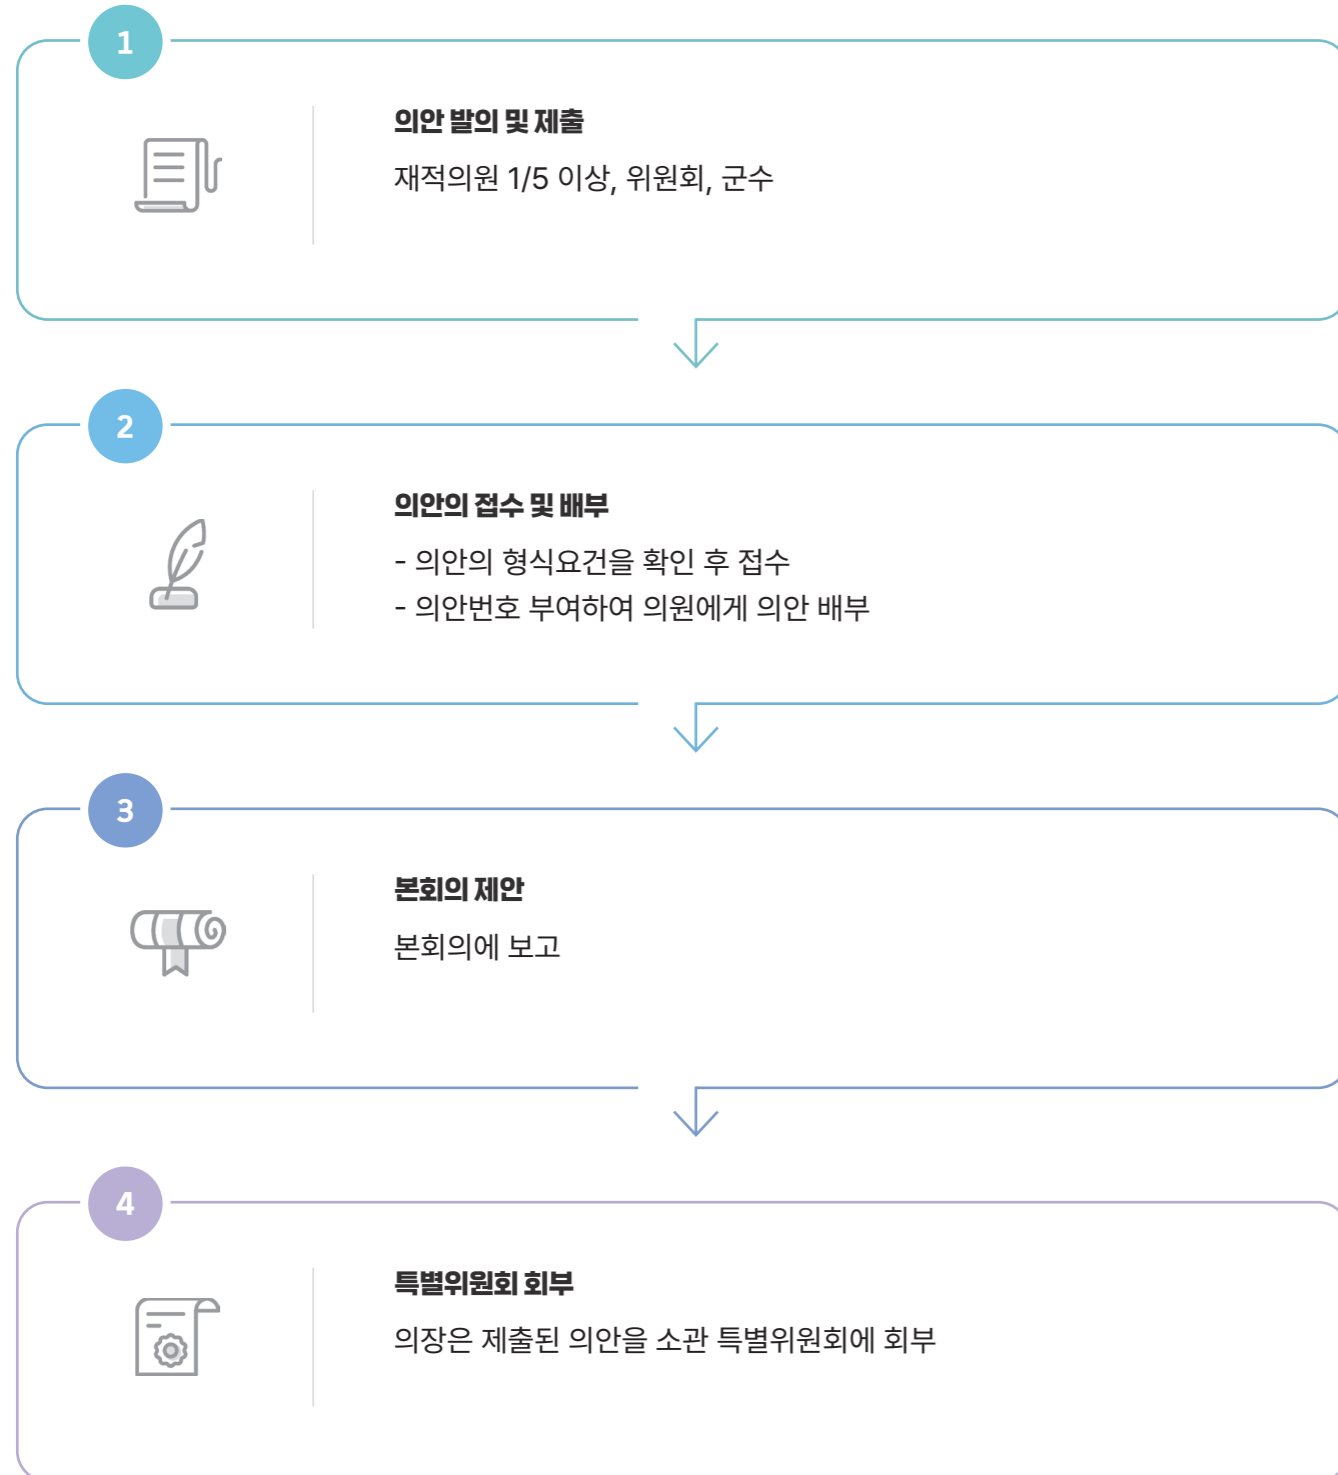 1
의안 발의 및 제출
재적의원 1/5 이상, 위원회, 군수
2
의안의 접수 및 배부
- 의안의 형식요건을 확인 후 접수
- 의안번호 부여하여 의원에게 의안 배부
3
본회의 제안
본회의에 보고
4
특별위원회 회부
의장은 제출된 의안을 소관 특별위원회에 회부